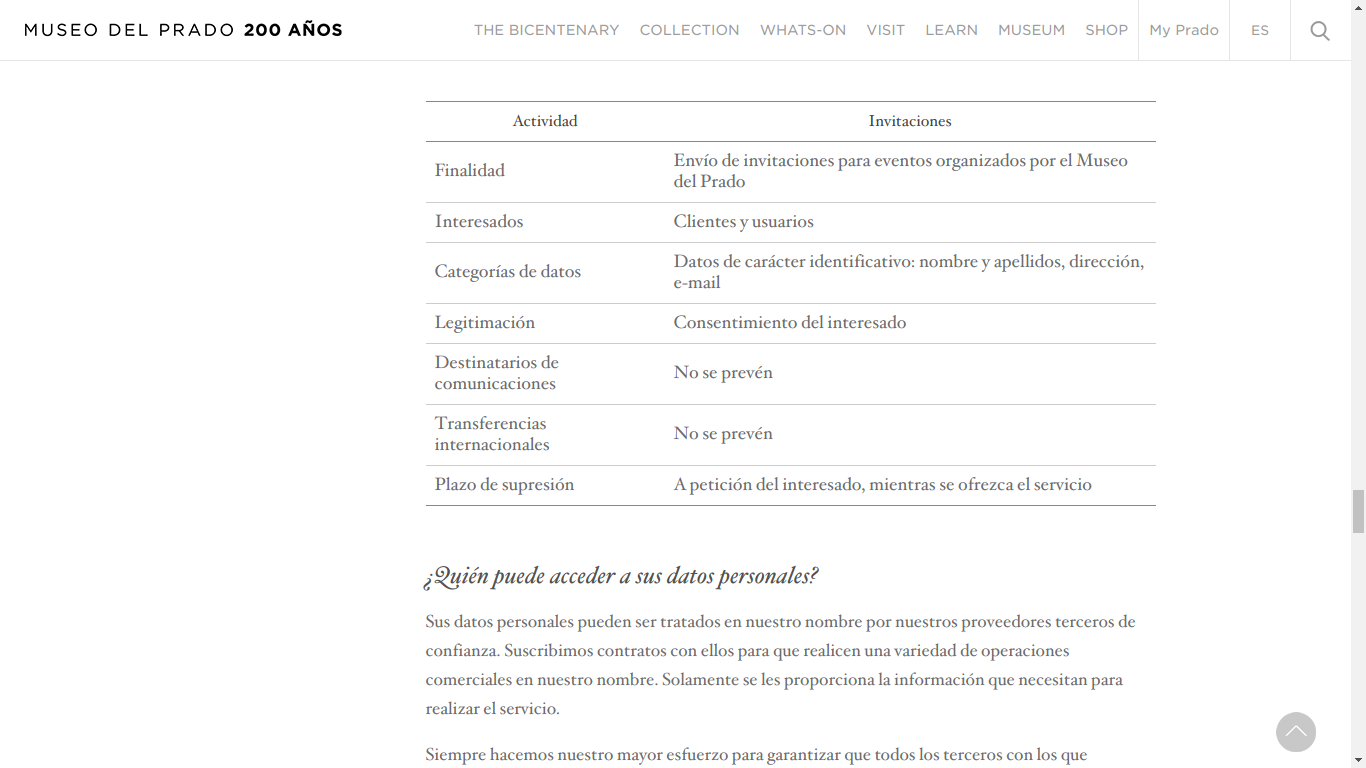 MUSEO DEL PRADO 200 AÑOS
THE BICENTENARY COLLECTION WHATS-ON VISIT LEARN MUSEUM SHOP My Prado ES
Actividad Invitaciones
Finalidad
Envío de invitaciones para eventos organizados por el Museo
del Prado
Interesados Clientes y usuarios
Categorías de datos
Datos de carácter identificativo: nombre y apellidos, dirección,
e-mail
Legitimación Consentimiento del interesado
Destinatarios de
comunicaciones
No se prevén
Transferencias
internacionales
No se prevén
Plazo de supresión A petición del interesado, mientras se ofrezca el servicio
¿Quién puede acceder a sus datos personales?
Sus datos personales pueden ser tratados en nuestro nombre por nuestros proveedores terceros de
confianza. Suscribimos contratos con ellos para que realicen una variedad de operaciones
comerciales en nuestro nombre. Solamente se les proporciona la información que necesitan para
realizar el servicio.
Siempre hacemos nuestro mayor esfuerzo para garantizar que todos los terceros con los que